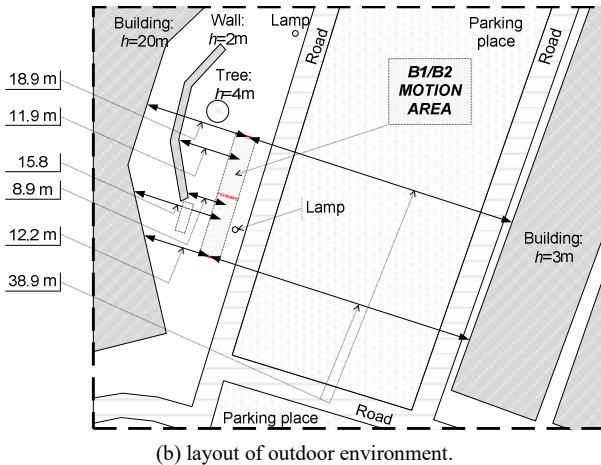 Building:
h=20m
Wall:
h=2m
Lamp
Road
Parking
place
Tree:
h=4m
B1/B2
MOTION
AREA
18.9 m
11.9 m
15.8
8.9 m
12.2 m
38.9 m
Lamp
Building:
h=3m
Parking place
Road
(b) layout of outdoor environment.